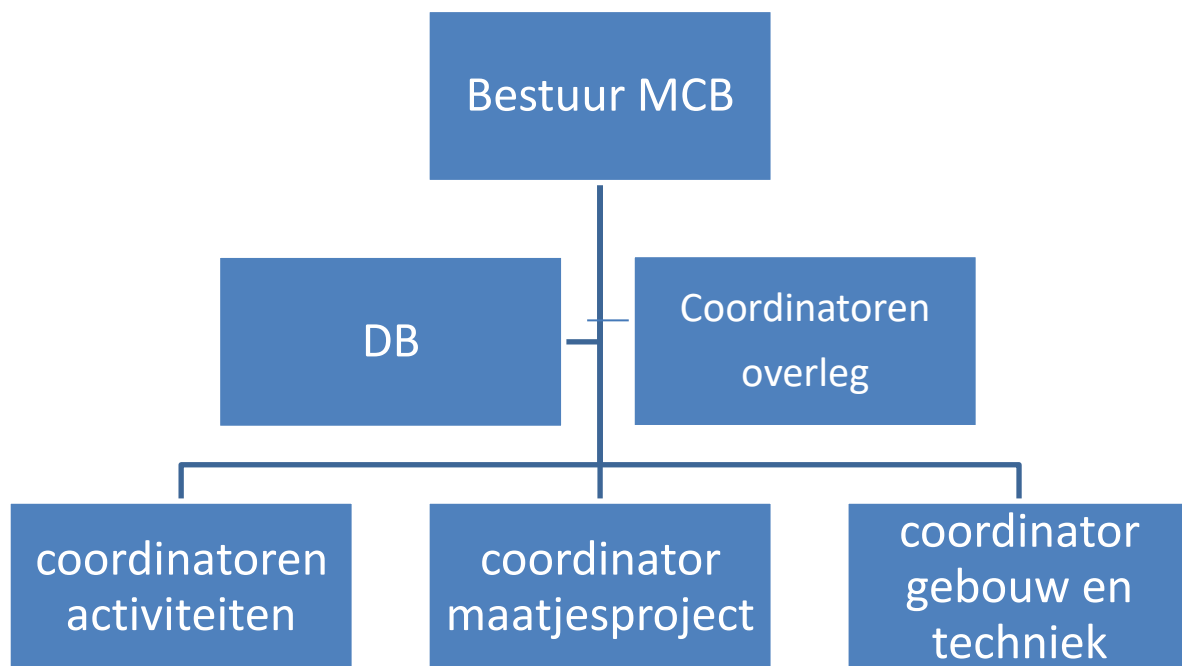 Bestuur MCB
DB
Coordinatoren
overleg
coordinatoren
activiteiten
coordinator
maatjesproject
coordinator
gebouw en
techniek